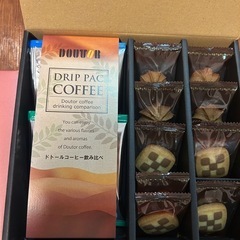 DOUTOR
DRIP PAC
COFFEE
Doutor coffee
drinking comparison
You can enjoy
the various flavors
and aromas
of Doutor coffee.
ドトールコーヒー飲み比べ